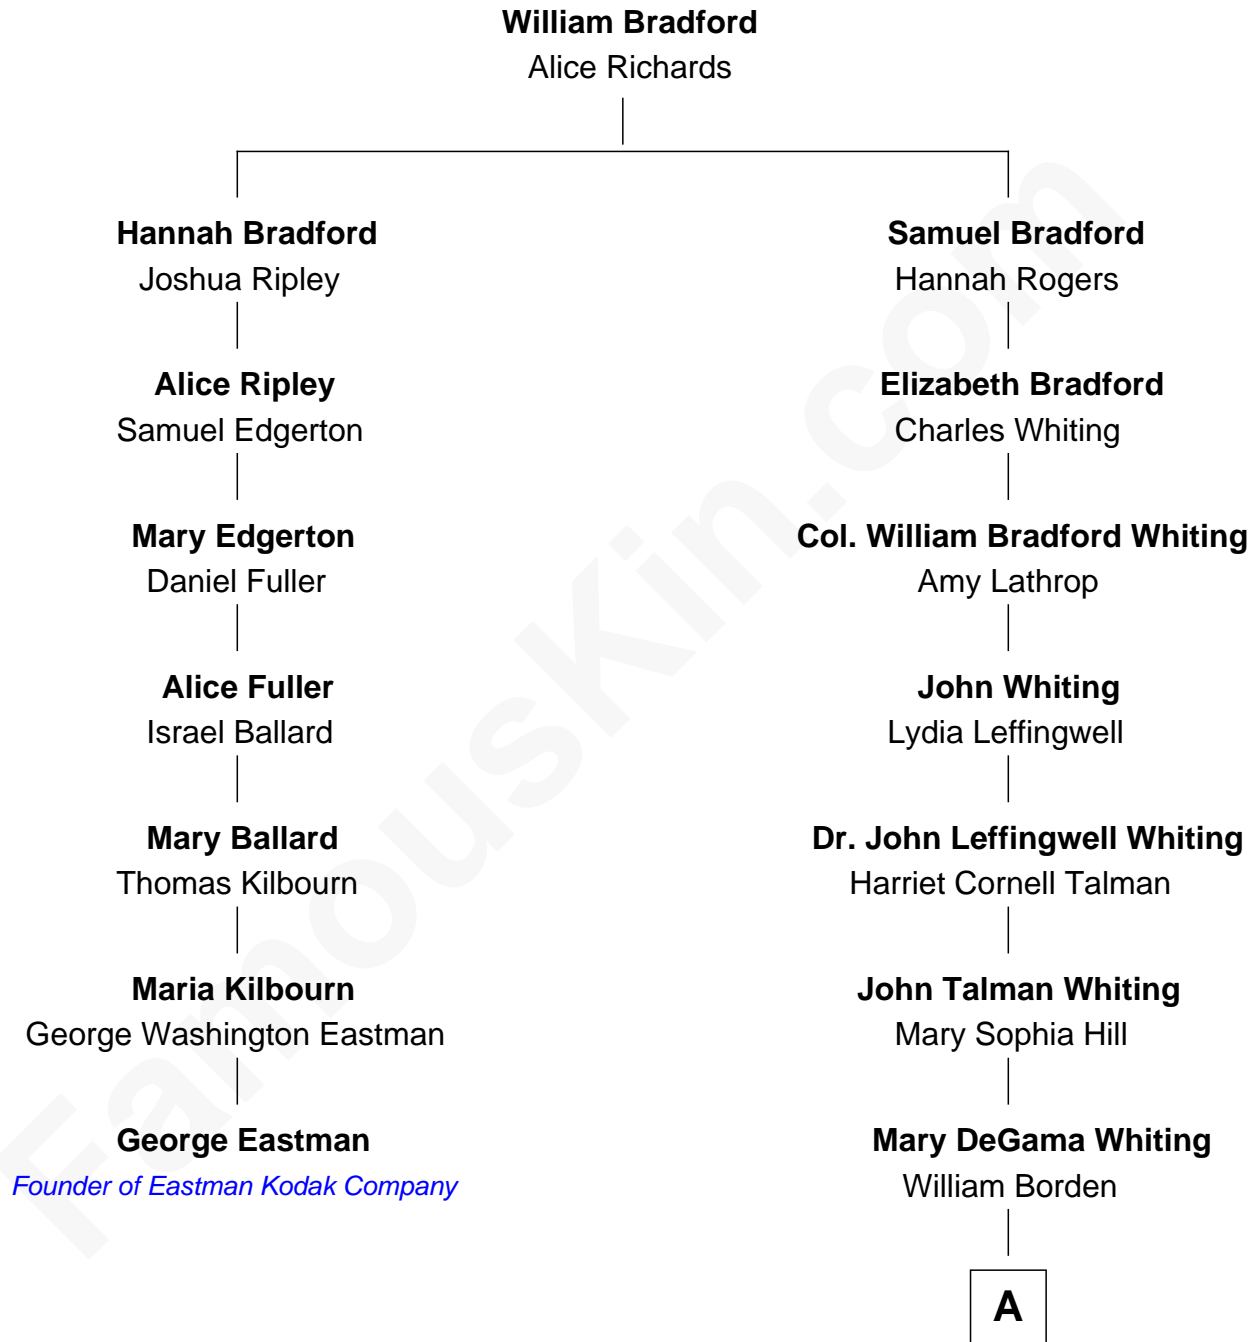 William Bradford
Alice Richards
Hannah Bradford
Joshua Ripley
Samuel Bradford
Hannah Rogers
Alice Ripley
Samuel Edgerton
Elizabeth Bradford
Charles Whiting
Mary Edgerton
Daniel Fuller
Col. William Bradford Whiting
Amy Lathrop
Alice Fuller
Israel Ballard
John Whiting
Lydia Leffingwell
Mary Ballard
Thomas Kilbourn
Dr. John Leffingwell Whiting
Harriet Cornell Talman
Maria Kilbourn
George Washington Eastman
John Talman Whiting
Mary Sophia Hill
George Eastman
Founder of Eastman Kodak Company
Mary DeGama Whiting
William Borden
A
FamousKin.com